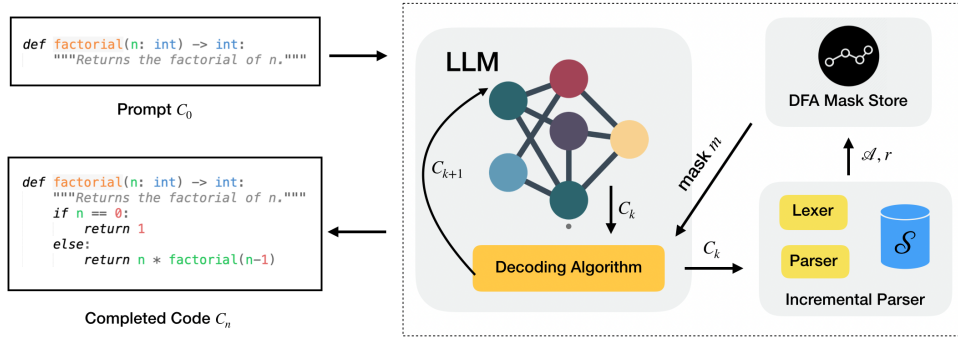 def factorial(n: int) -> int:
"""Returns the factorial of n."""
Prompt C₀
def factorial(n: int) -> int:
"""Returns the factorial of n."""
if n == 0:
return 1
else:
return n * factorial(n-1)
Completed Code Cₙ
LLM
Cₖ₊₁
Cₖ
Decoding Algorithm
mask m
Cₖ
DFA Mask Store
𝒜, r
Lexer
Parser
𝒮
Incremental Parser